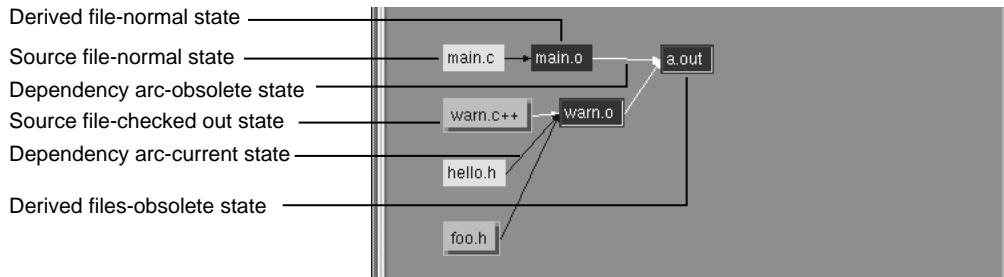 Derived file-normal state
Source file-normal state
Dependency arc-obsolete state
Source file-checked out state
Dependency arc-current state
Derived files-obsolete state
main.c
main.o
a.out
warn.c++
warn.o
hello.h
foo.h